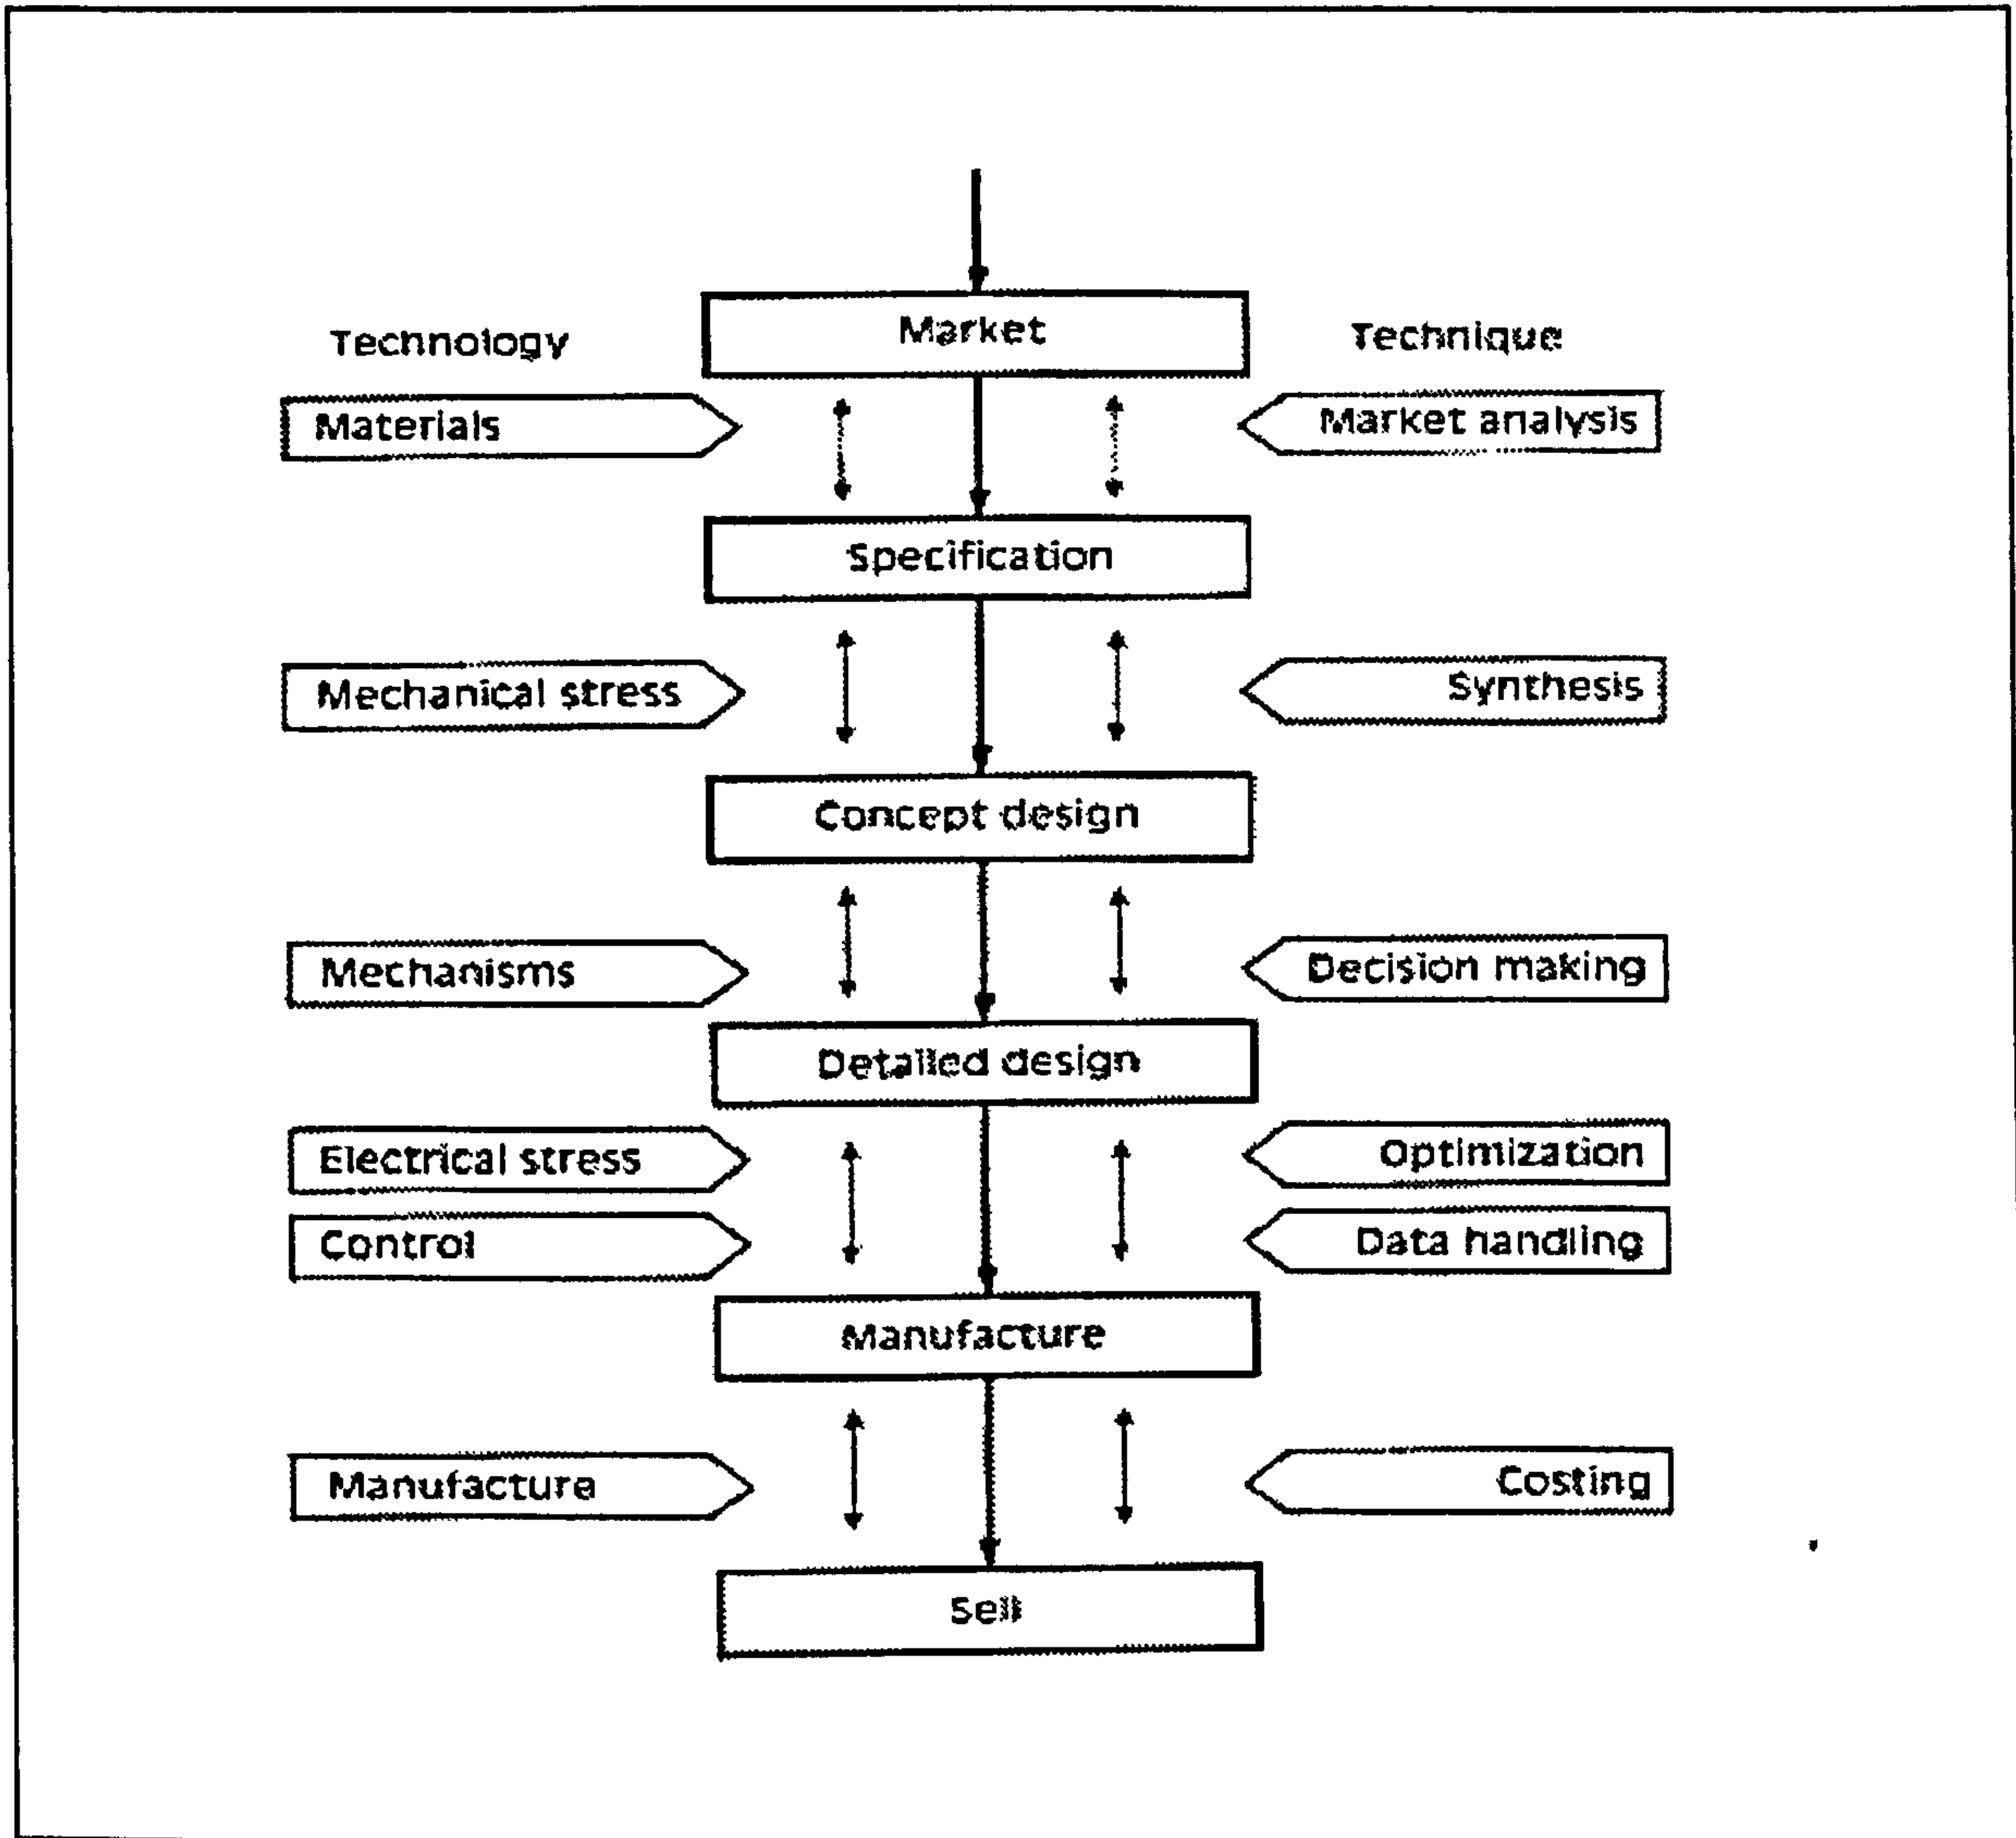 Market
Technology
Technique
Materials
Market analysis
Specification
Mechanical stress
Synthesis
Concept design
Mechanisms
Decision making
Detailed design
Electrical stress
Optimization
Control
Data handling
Manufacture
Manufacture
Costing
Sell